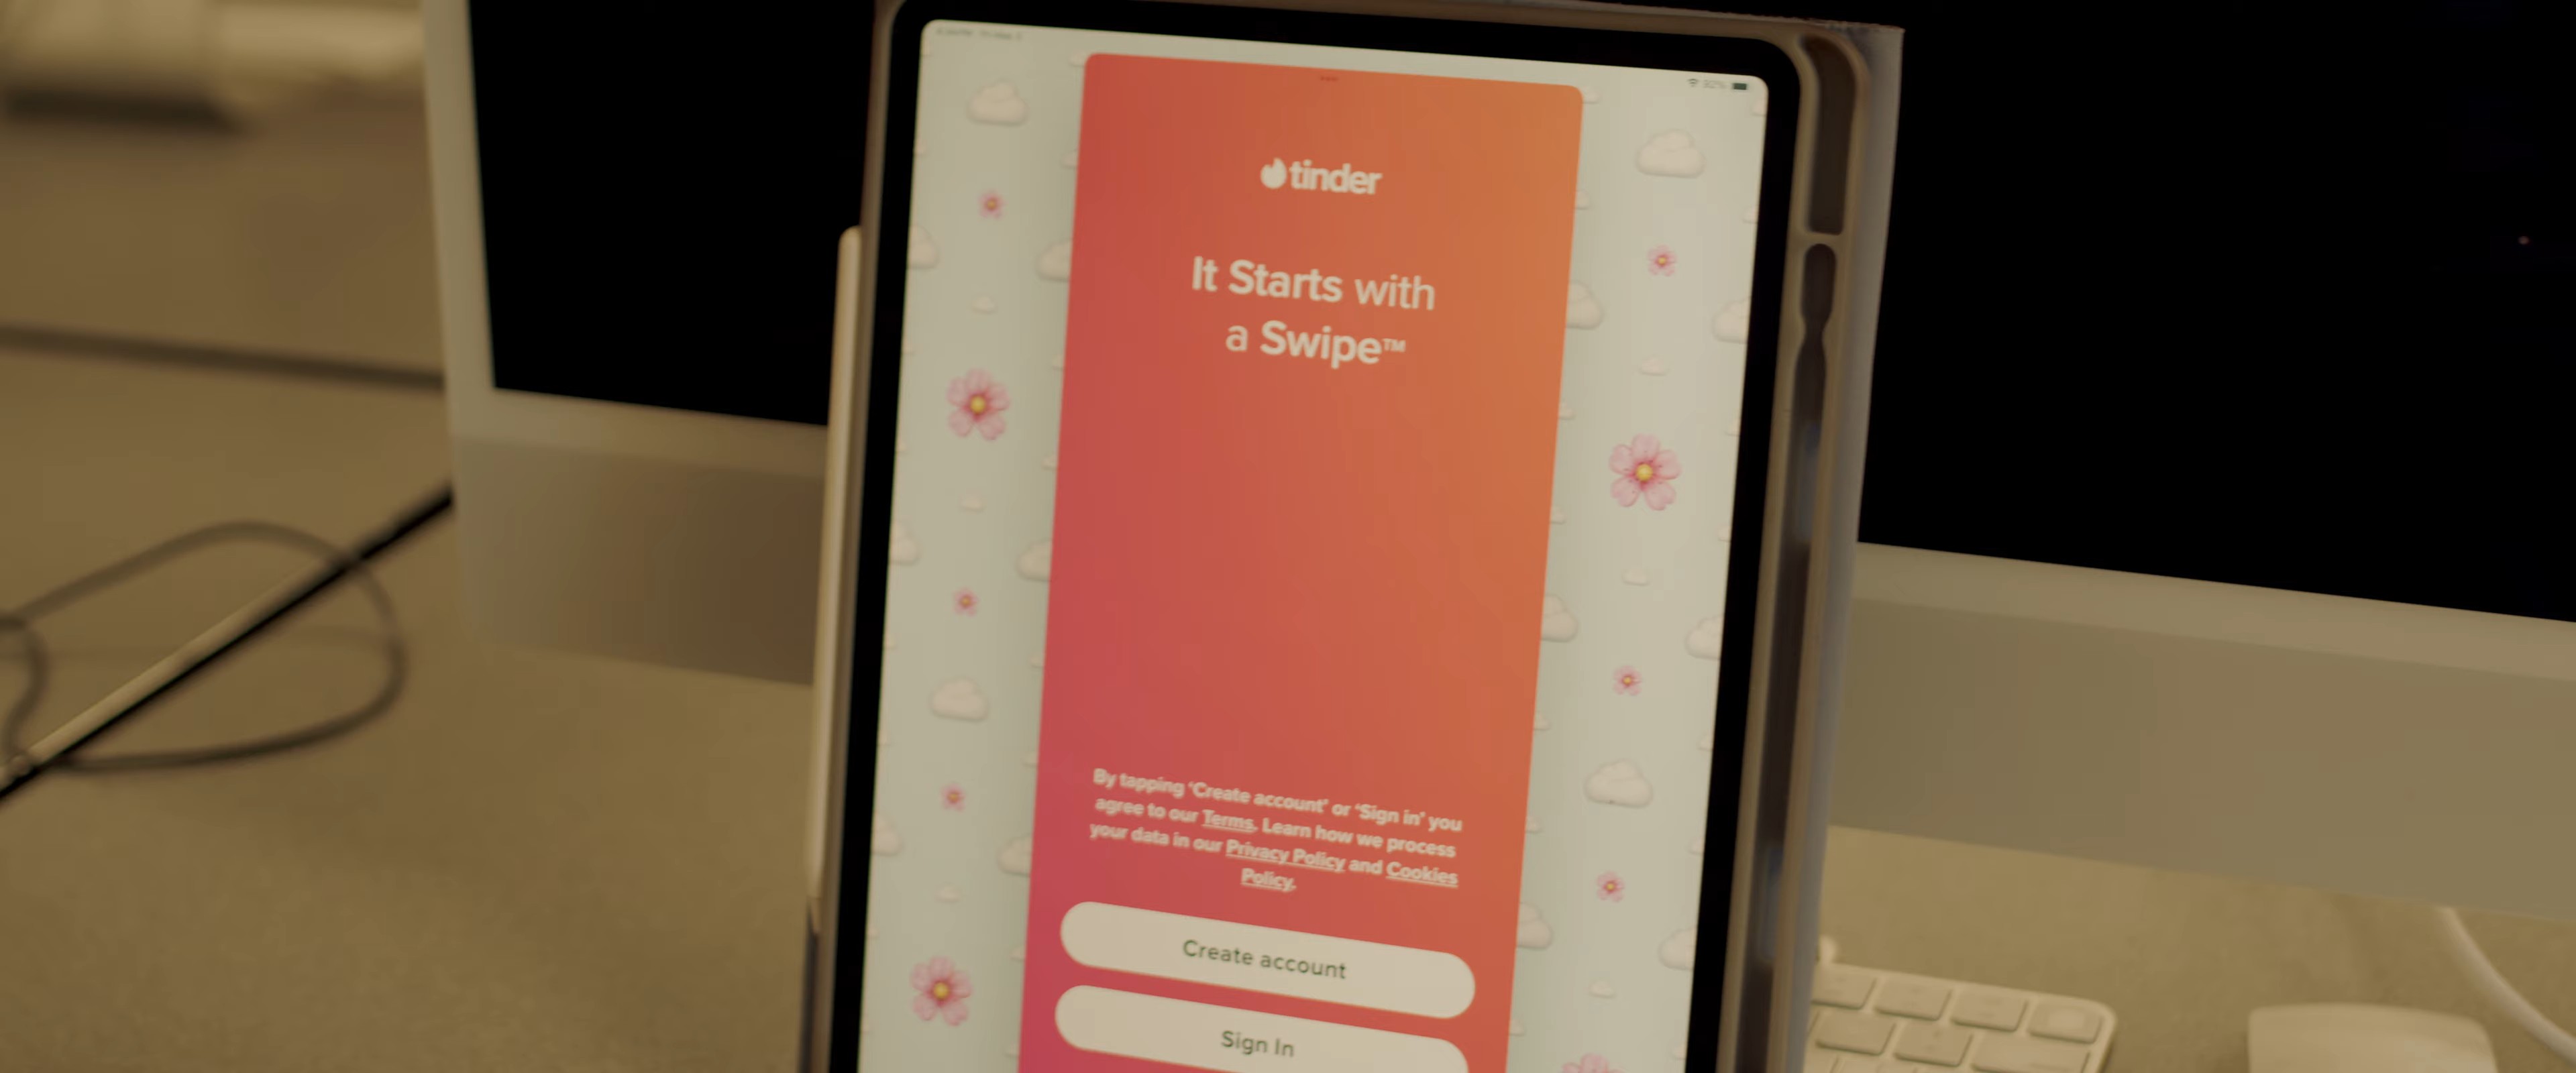 92%
tinder
It Starts with
a Swipe™
By tapping ‘Create account’ or ‘Sign in’ you
agree to our Terms. Learn how we process
your data in our Privacy Policy and Cookies
Policy.
Create account
Sign In